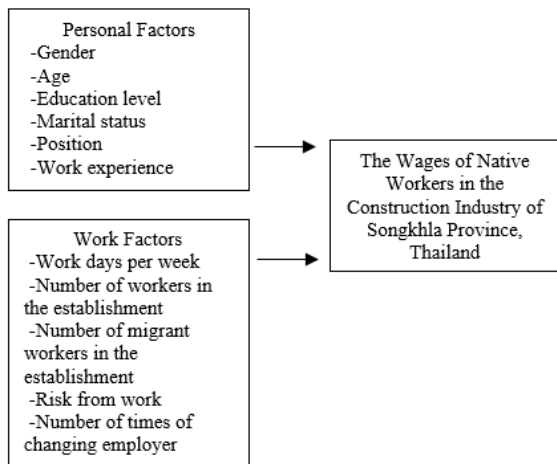 Personal Factors
-Gender
-Age
-Education level
-Marital status
-Position
-Work experience
Work Factors
-Work days per week
-Number of workers in
the establishment
-Number of migrant
workers in the
establishment
-Risk from work
-Number of times of
changing employer
The Wages of Native
Workers in the
Construction Industry of
Songkhla Province,
Thailand